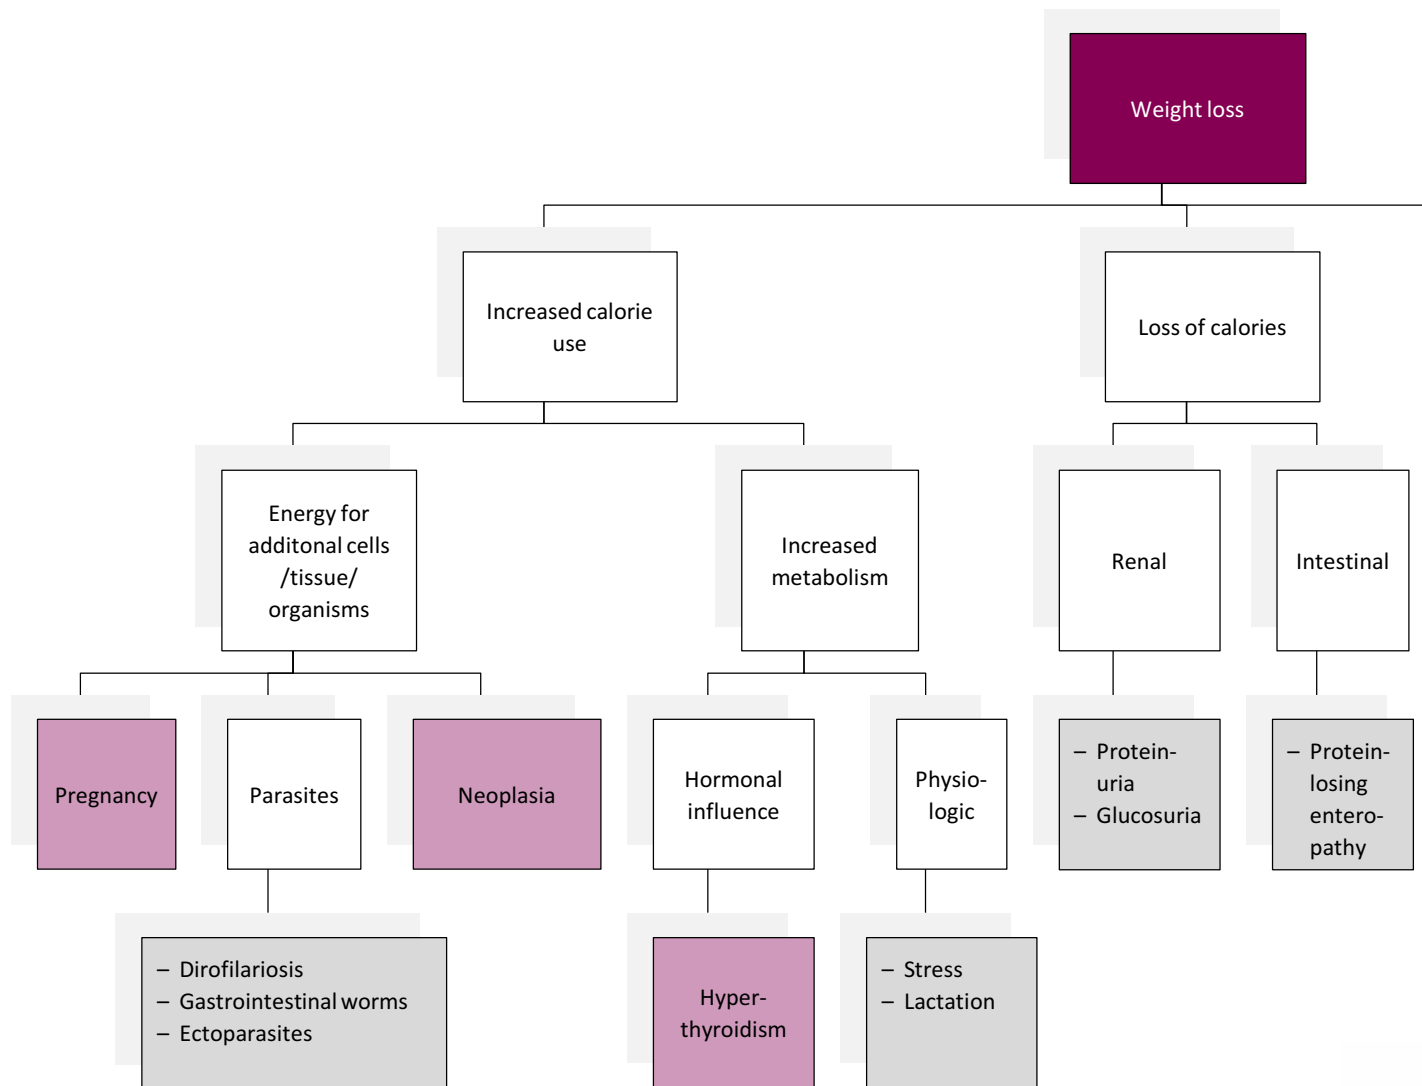 Weight loss
Increased calorie
use
Loss of calories
Energy for
additonal cells
/tissue/
organisms
Increased
metabolism
Renal
Intestinal
Pregnancy
Parasites
Neoplasia
Hormonal
influence
Physio-
logic
– Protein-
uria
– Glucosuria
– Protein-
losing
entero-
pathy
– Dirofilariosis
– Gastrointestinal worms
– Ectoparasites
Hyper-
thyroidism
– Stress
– Lactation